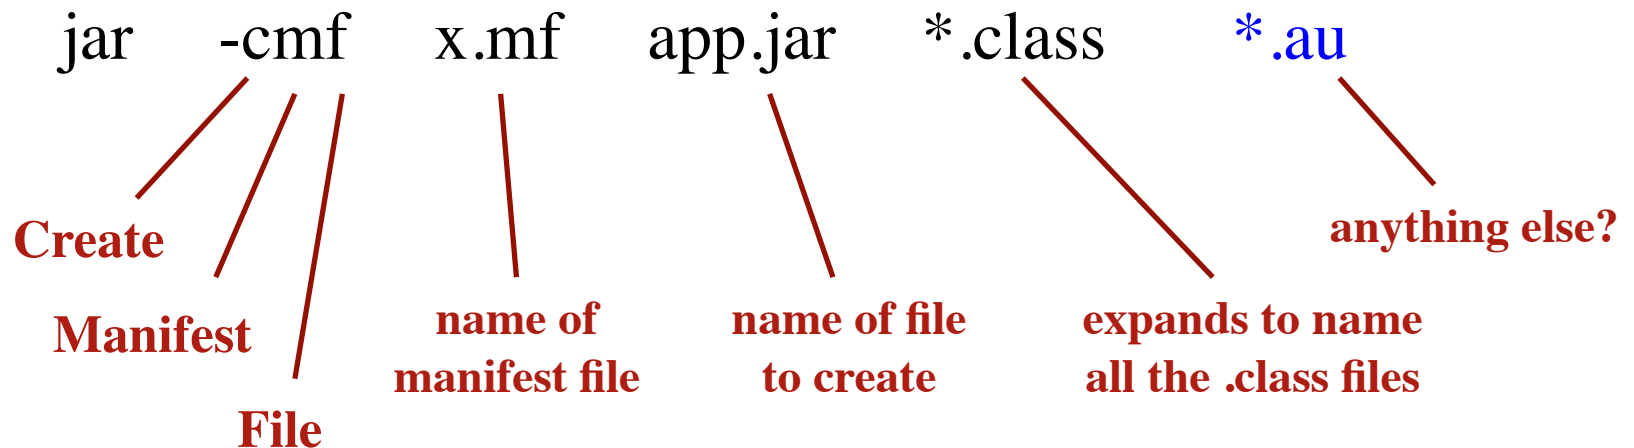 jar -cmf x.mf app.jar *.class *.au
Create
Manifest
File
name of
manifest file
name of file
to create
expands to name
all the .class files
anything else?